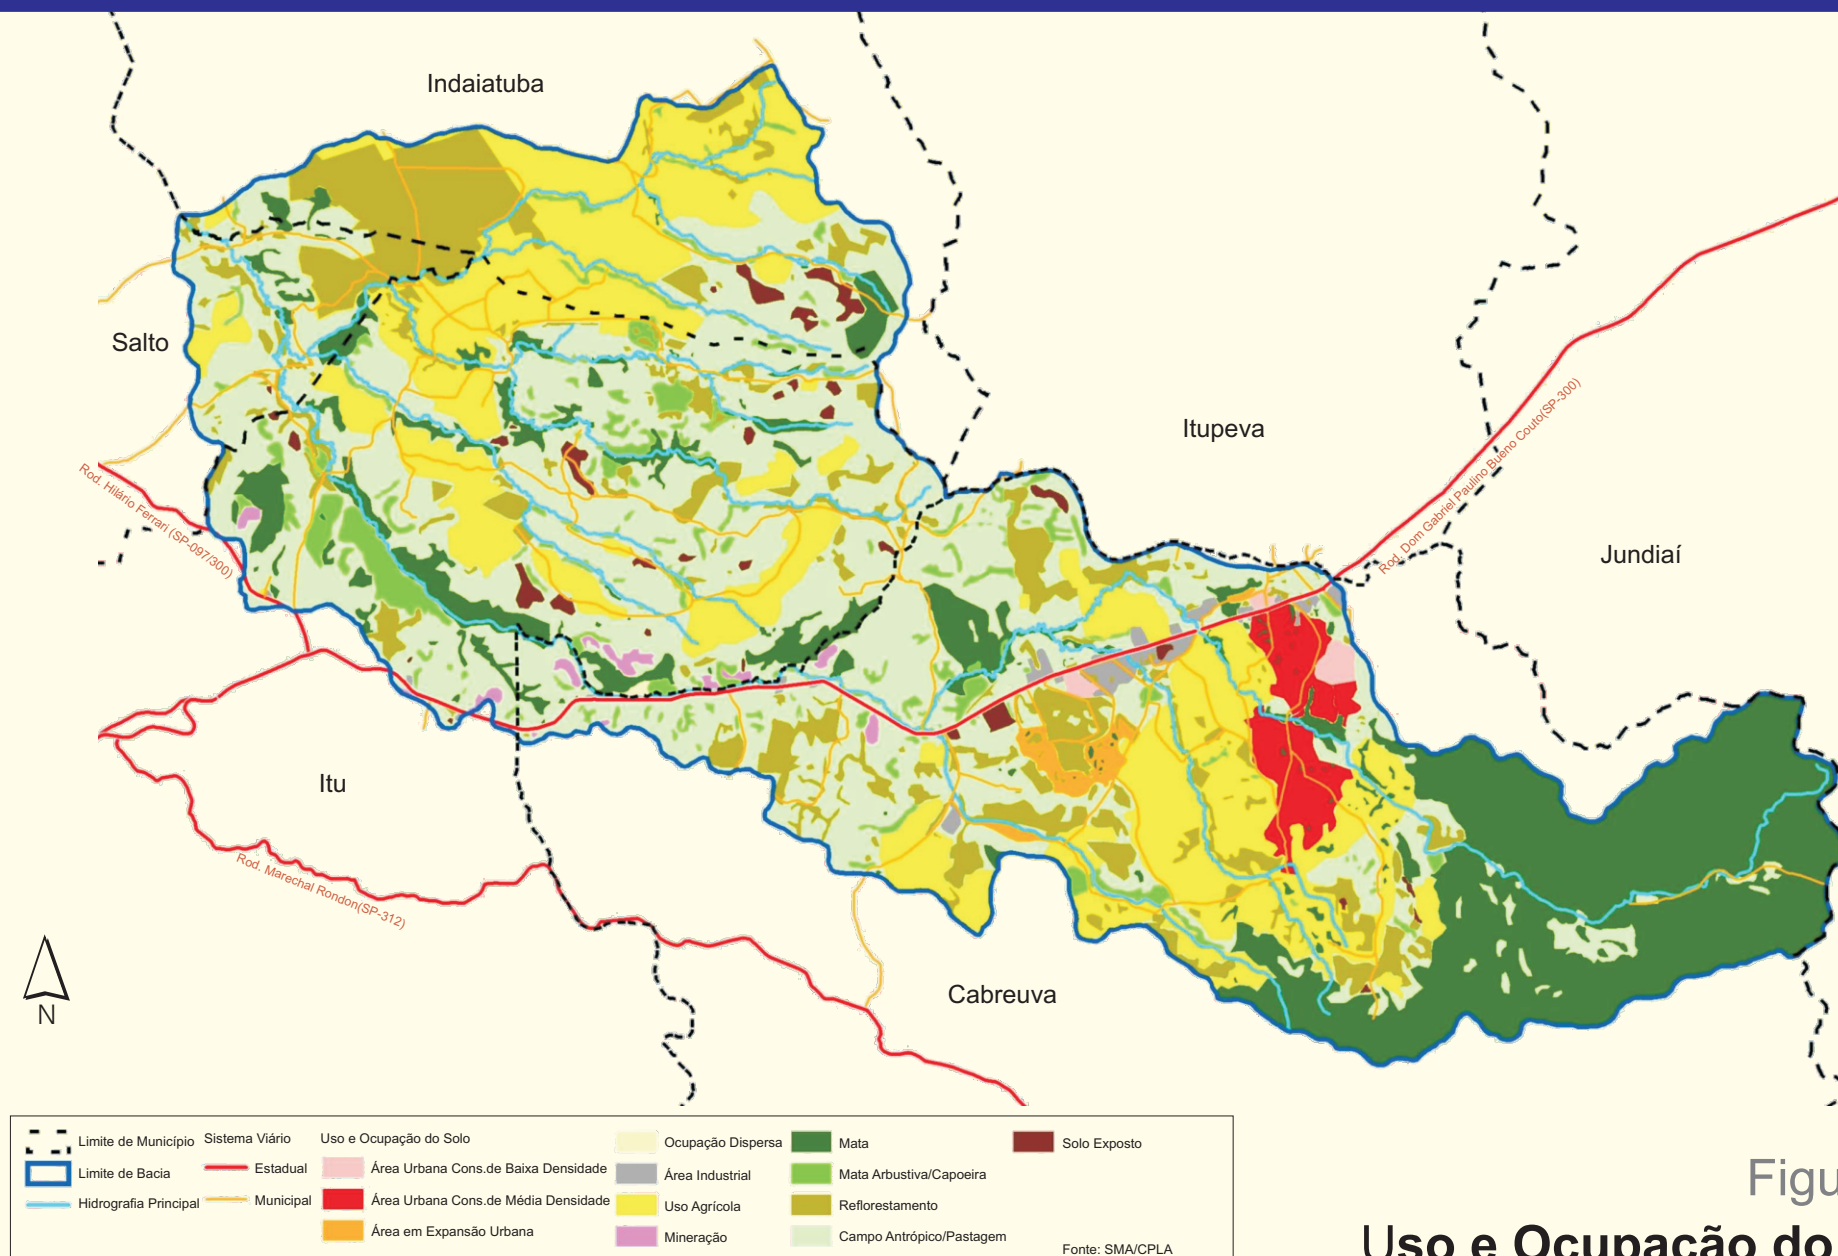 Indaiatuba
Salto
Itupeva
Jundiaí
Rod. Dom Gabriel Paulino Bueno Couto(SP-300)
Rod. Hilário Ferrari (SP-097/300)
Itu
Rod. Marechal Rondon(SP-312)
Cabreuva
N
Limite de Município
Limite de Bacia
Hidrografia Principal
Sistema Viário
Estadual
Municipal
Uso e Ocupação do Solo
Área Urbana Cons.de Baixa Densidade
Área Urbana Cons.de Média Densidade
Área em Expansão Urbana
Ocupação Dispersa
Área Industrial
Uso Agrícola
Mineração
Mata
Mata Arbustiva/Capoeira
Reflorestamento
Campo Antrópico/Pastagem
Solo Exposto
Fonte: SMA/CPLA
Figu
Uso e Ocupação do